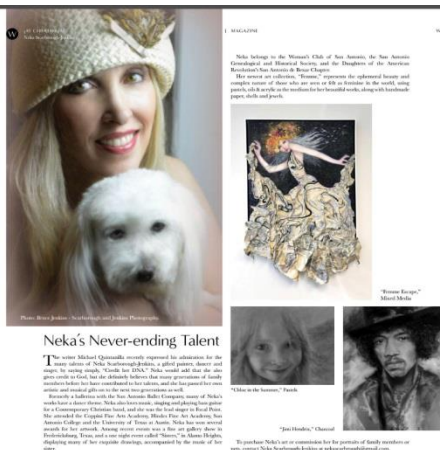 W
Neka Scarborough-Jenkins
Photo: Bruce Jenkins - Scarborough and Jenkins Photography
Neka's Never-ending Talent
The writer Michael Quintanilla recently expressed his admiration for the
many talents of Neka Scarborough-Jenkins, a gifted painter, dancer and
singer, by saying simply, "Credit her DNA." Neka would add that she also
gives credit to God, but she definitely believes that many generations of family
members before her have contributed to her talents, and she has passed her own
artistic and musical gifts on to the next two generations as well.
Formerly a ballerina with the San Antonio Ballet Company, many of Neka's
works have a dance theme. Neka also loves music, singing and playing bass guitar
for a Contemporary Christian band, and she was the lead singer in Focal Point.
She attended the Coppini Fine Arts Academy, Hinkes Fine Art Academy, San
Antonio College and the University of Texas at Austin. Neka has won several
awards for her artwork. Among recent events was a fine art gallery show in
Fredericksburg, Texas, and a one night event called "Sisters," in Alamo Heights,
displaying many of her exquisite drawings, accompanied by the music of her
sister.
| MAGAZINE
Neka belongs to the Woman's Club of San Antonio, the San Antonio
Genealogical and Historical Society, and the Daughters of the American
Revolution's San Antonio de Bexar Chapter.
Her newest art collection, "Femme," represents the ephemeral beauty and
complex nature of those who are seen or felt as feminine in the world, using
pastels, oils & acrylic as the medium for her beautiful works, along with handmade
paper, shells and jewels.
"Femme Escape,"
Mixed Media
"Chloe in the Summer," Pastels
"Jimi Hendrix," Charcoal
To purchase Neka's art or commission her for portraits of family members or
pets, contact Neka Scarborough-Jenkins at